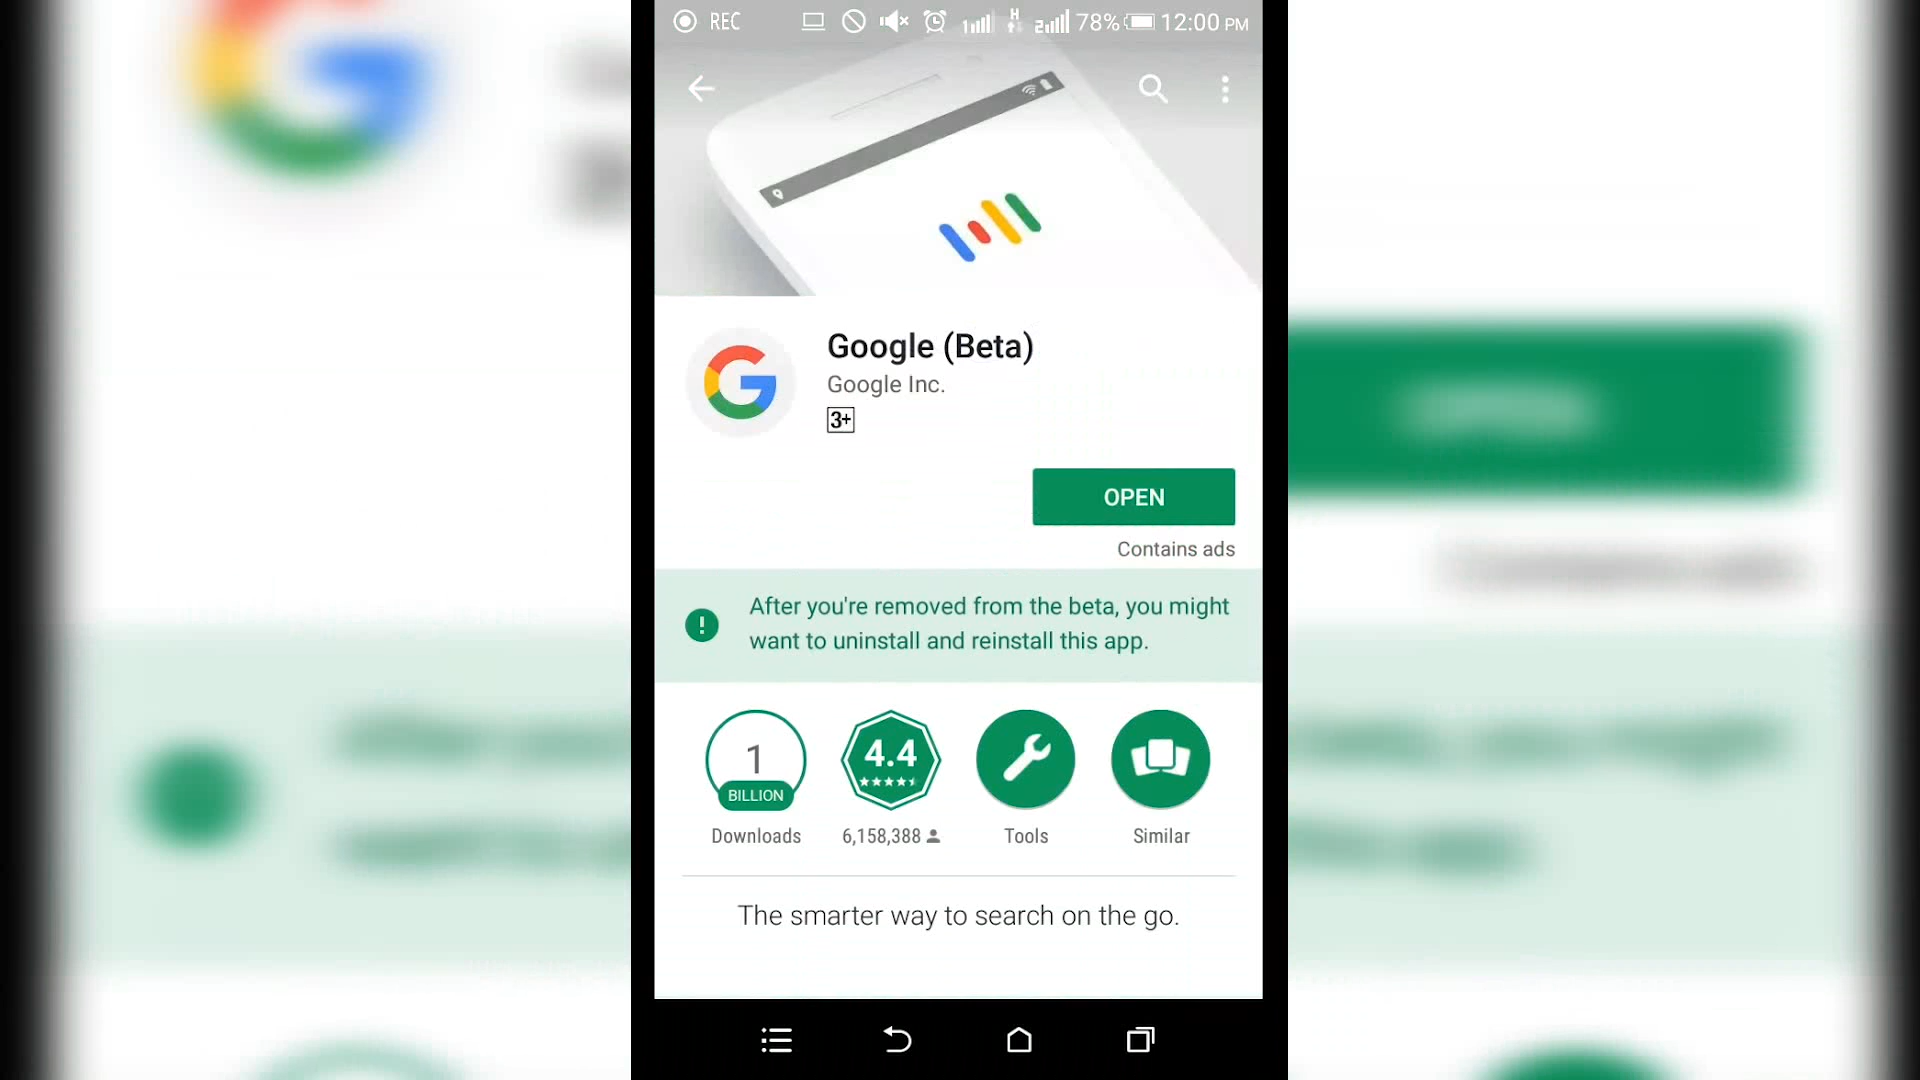 REC 78% 12:00 PM
Google (Beta)
Google Inc.
3+
OPEN
Contains ads
After you're removed from the beta, you might
want to uninstall and reinstall this app.
1
BILLION
4.4
Downloads 6,158,388 Tools Similar
The smarter way to search on the go.